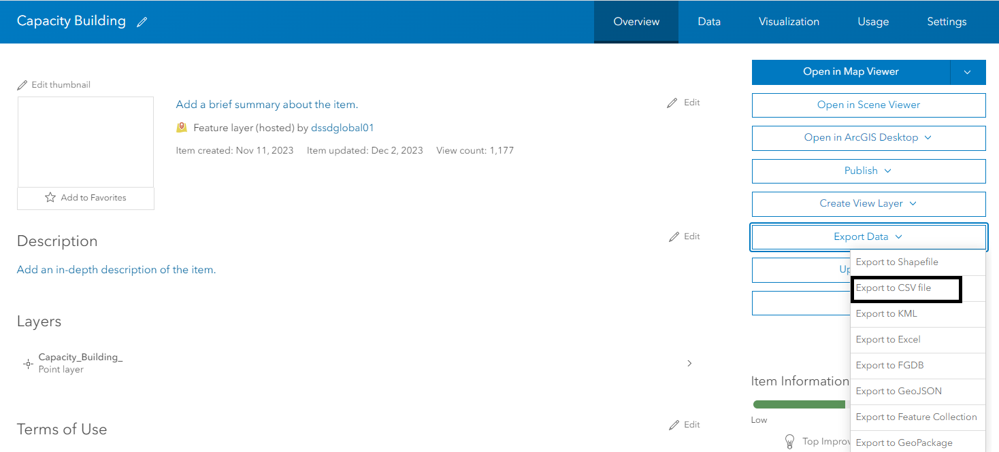 Capacity Building
Overview
Data
Visualization
Usage
Settings
Edit thumbnail
Add to Favorites
Add a brief summary about the item.
Edit
Feature layer (hosted) by dssdglobal01
Item created: Nov 11, 2023 Item updated: Dec 2, 2023 View count: 1,177
Description
Edit
Add an in-depth description of the item.
Layers
Capacity_Building_
Point layer
Terms of Use
Edit
Open in Map Viewer
Open in Scene Viewer
Open in ArcGIS Desktop
Publish
Create View Layer
Export Data
Export to Shapefile
Export to CSV file
Export to KML
Export to Excel
Export to FGDB
Export to GeoJSON
Export to Feature Collection
Export to GeoPackage
Item Information
Low
Top